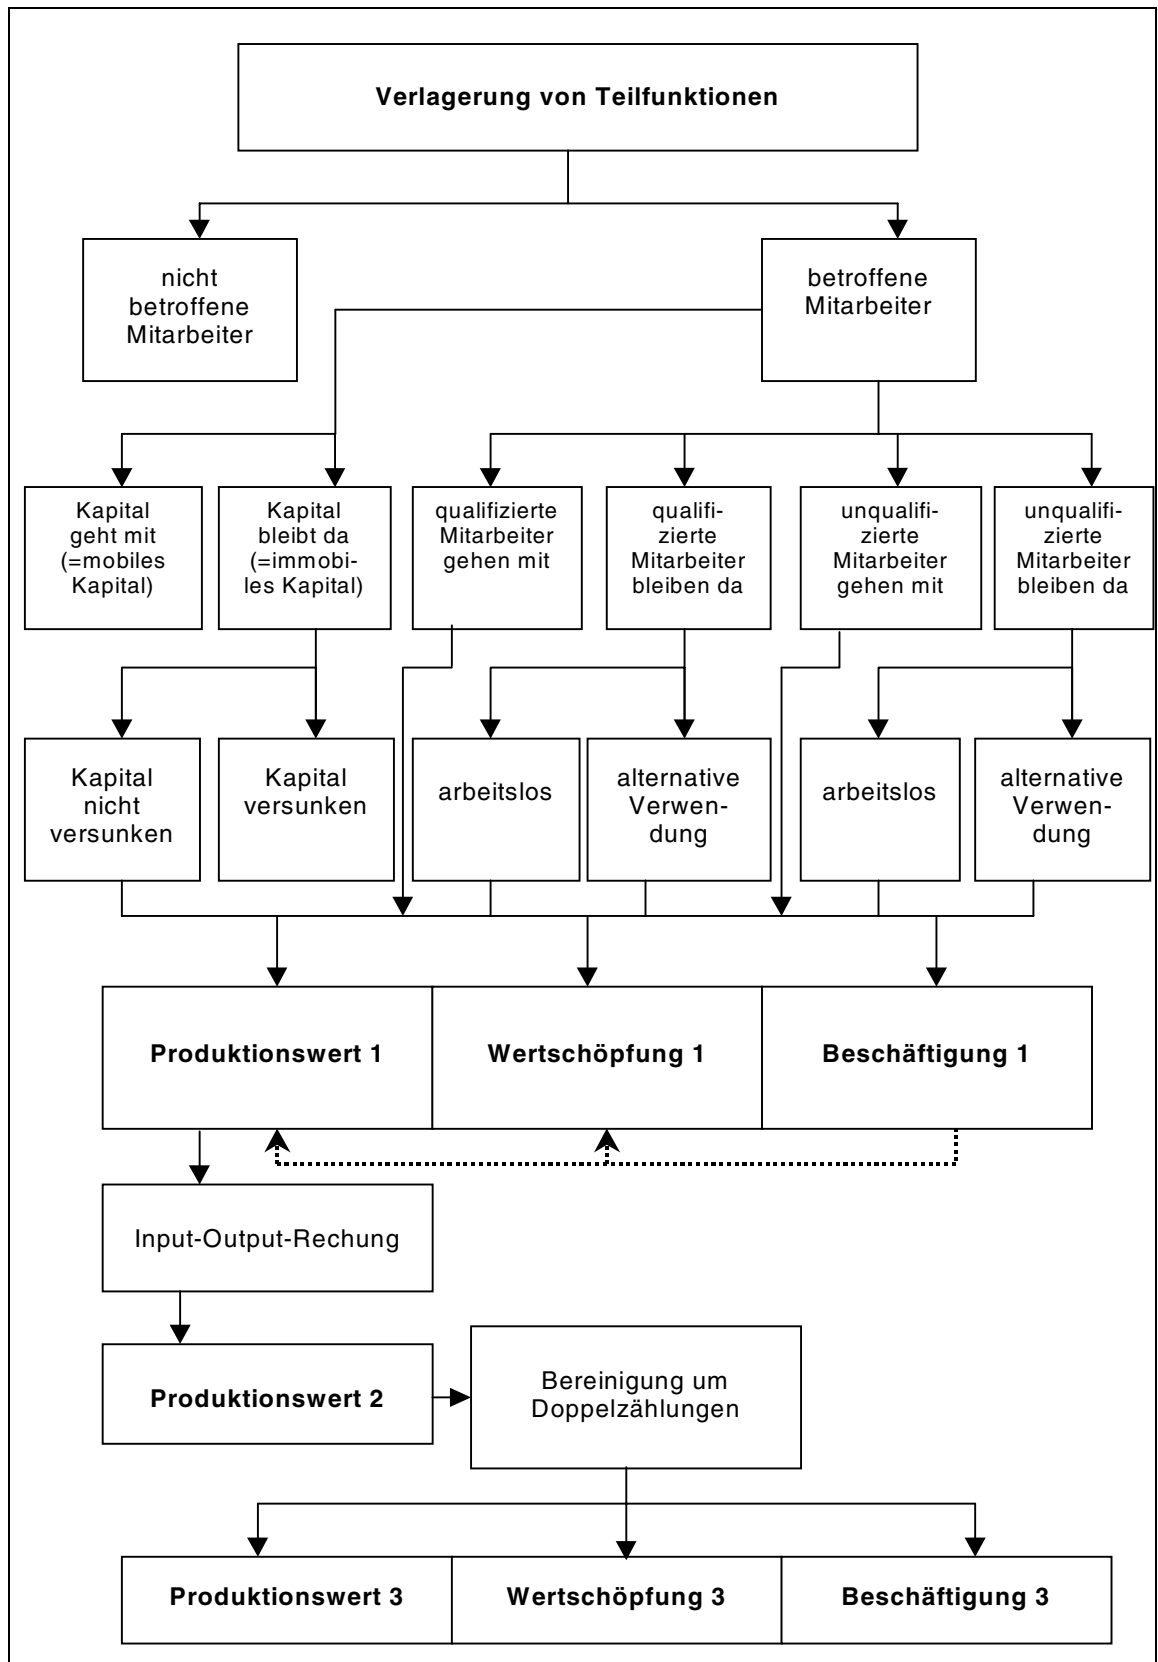 Verlagerung von Teilfunktionen
nicht
betroffene
Mitarbeiter
betroffene
Mitarbeiter
Kapital
geht mit
(=mobiles
Kapital)
Kapital
bleibt da
(=immobi-
les Kapital)
qualifizierte
Mitarbeiter
gehen mit
qualifi-
zierte
Mitarbeiter
bleiben da
unqualifi-
zierte
Mitarbeiter
gehen mit
unqualifi-
zierte
Mitarbeiter
bleiben da
Kapital
nicht
versunken
Kapital
versunken
arbeitslos
alternative
Verwen-
dung
arbeitslos
alternative
Verwen-
dung
Produktionswert 1
Wertschöpfung 1
Beschäftigung 1
Input-Output-Rechung
Produktionswert 2
Bereinigung um
Doppelzählungen
Produktionswert 3
Wertschöpfung 3
Beschäftigung 3